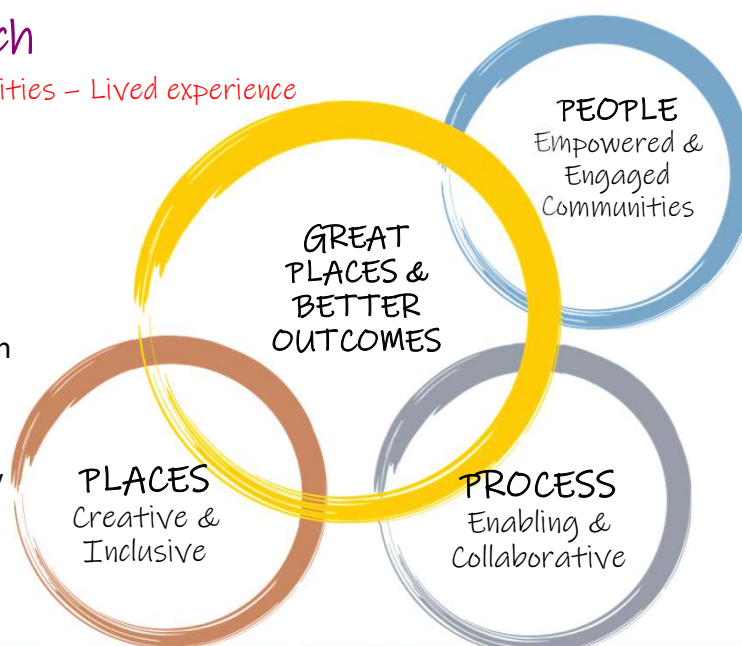 ch
ities – Lived experience
PEOPLE
Empowered &
Engaged
Communities
GREAT
PLACES &
BETTER
OUTCOMES
n
y
PLACES
Creative &
Inclusive
PROCESS
Enabling &
Collaborative